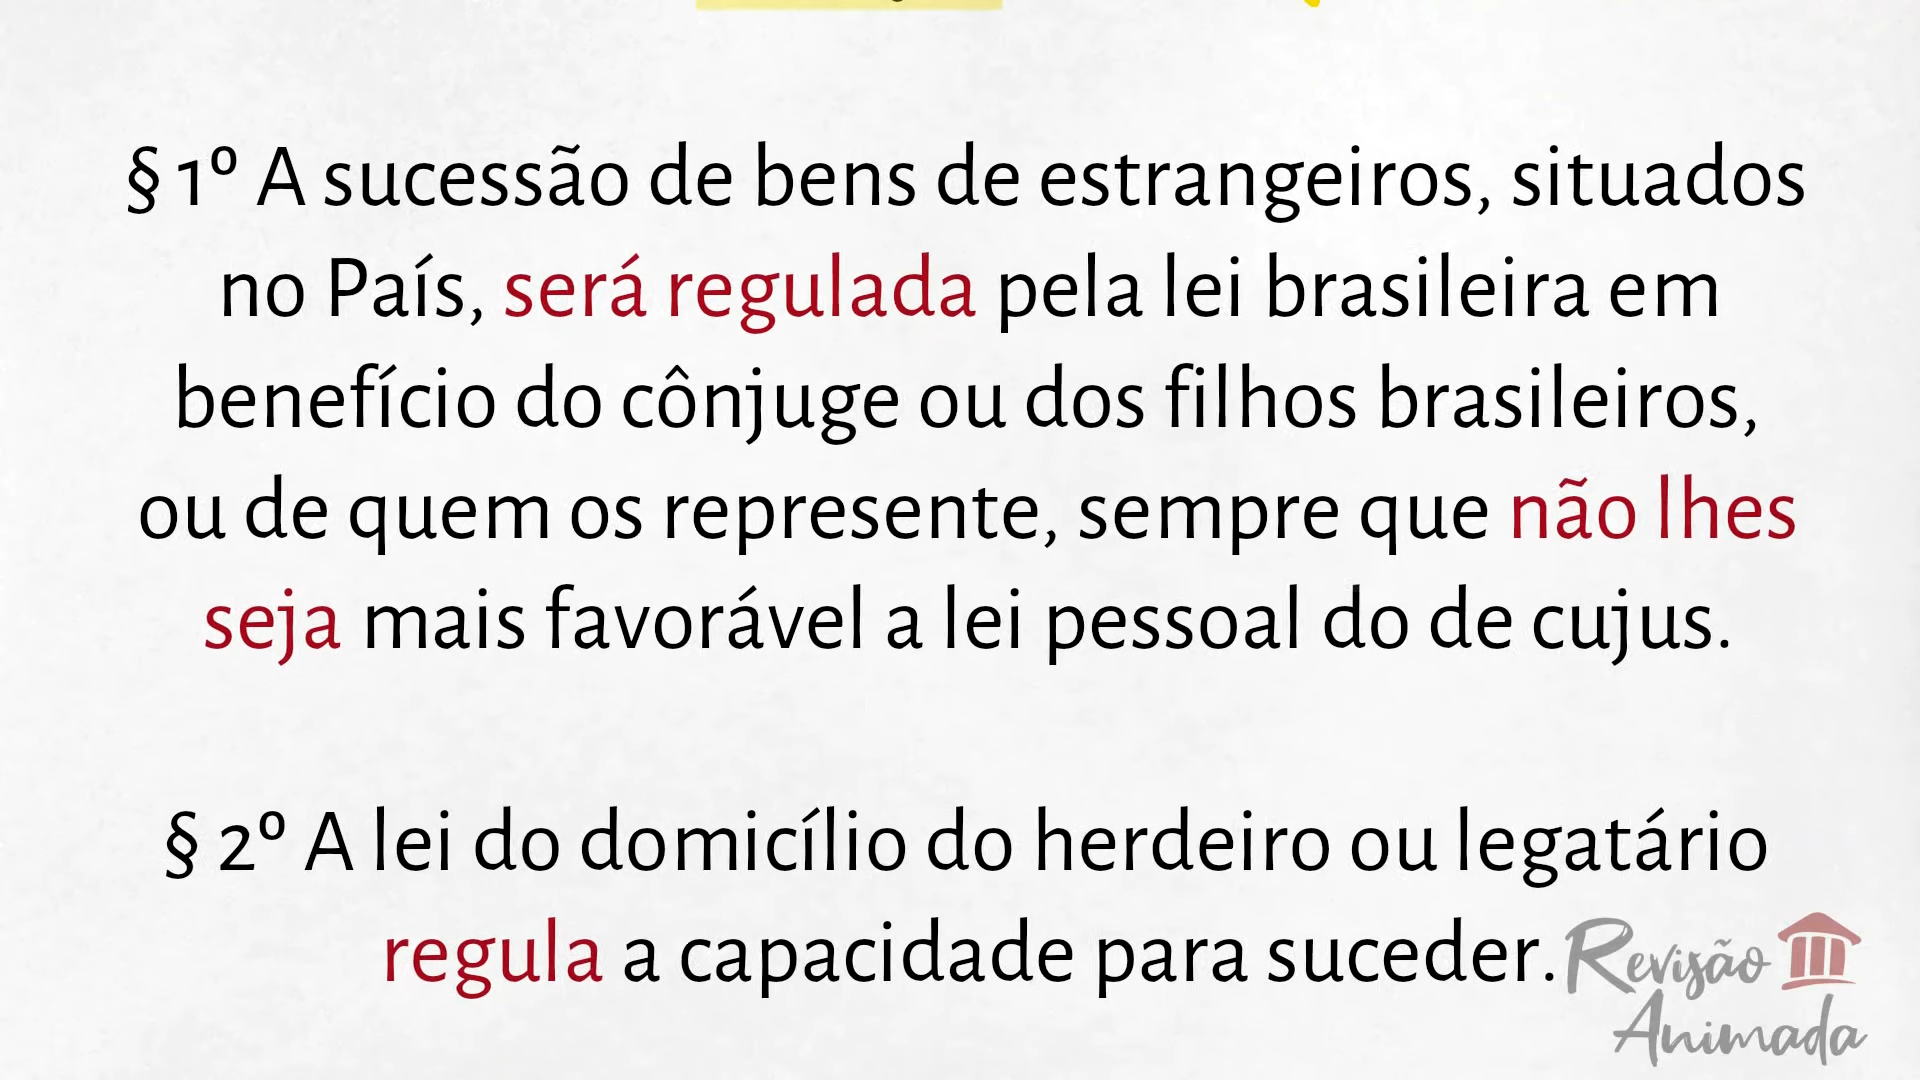 § 1º A sucessão de bens de estrangeiros, situados
no País, será regulada pela lei brasileira em
benefício do cônjuge ou dos filhos brasileiros,
ou de quem os represente, sempre que não lhes
seja mais favorável a lei pessoal do de cujus.
§ 2º A lei do domicílio do herdeiro ou legatário
regula a capacidade para suceder.
Revisão
Animada